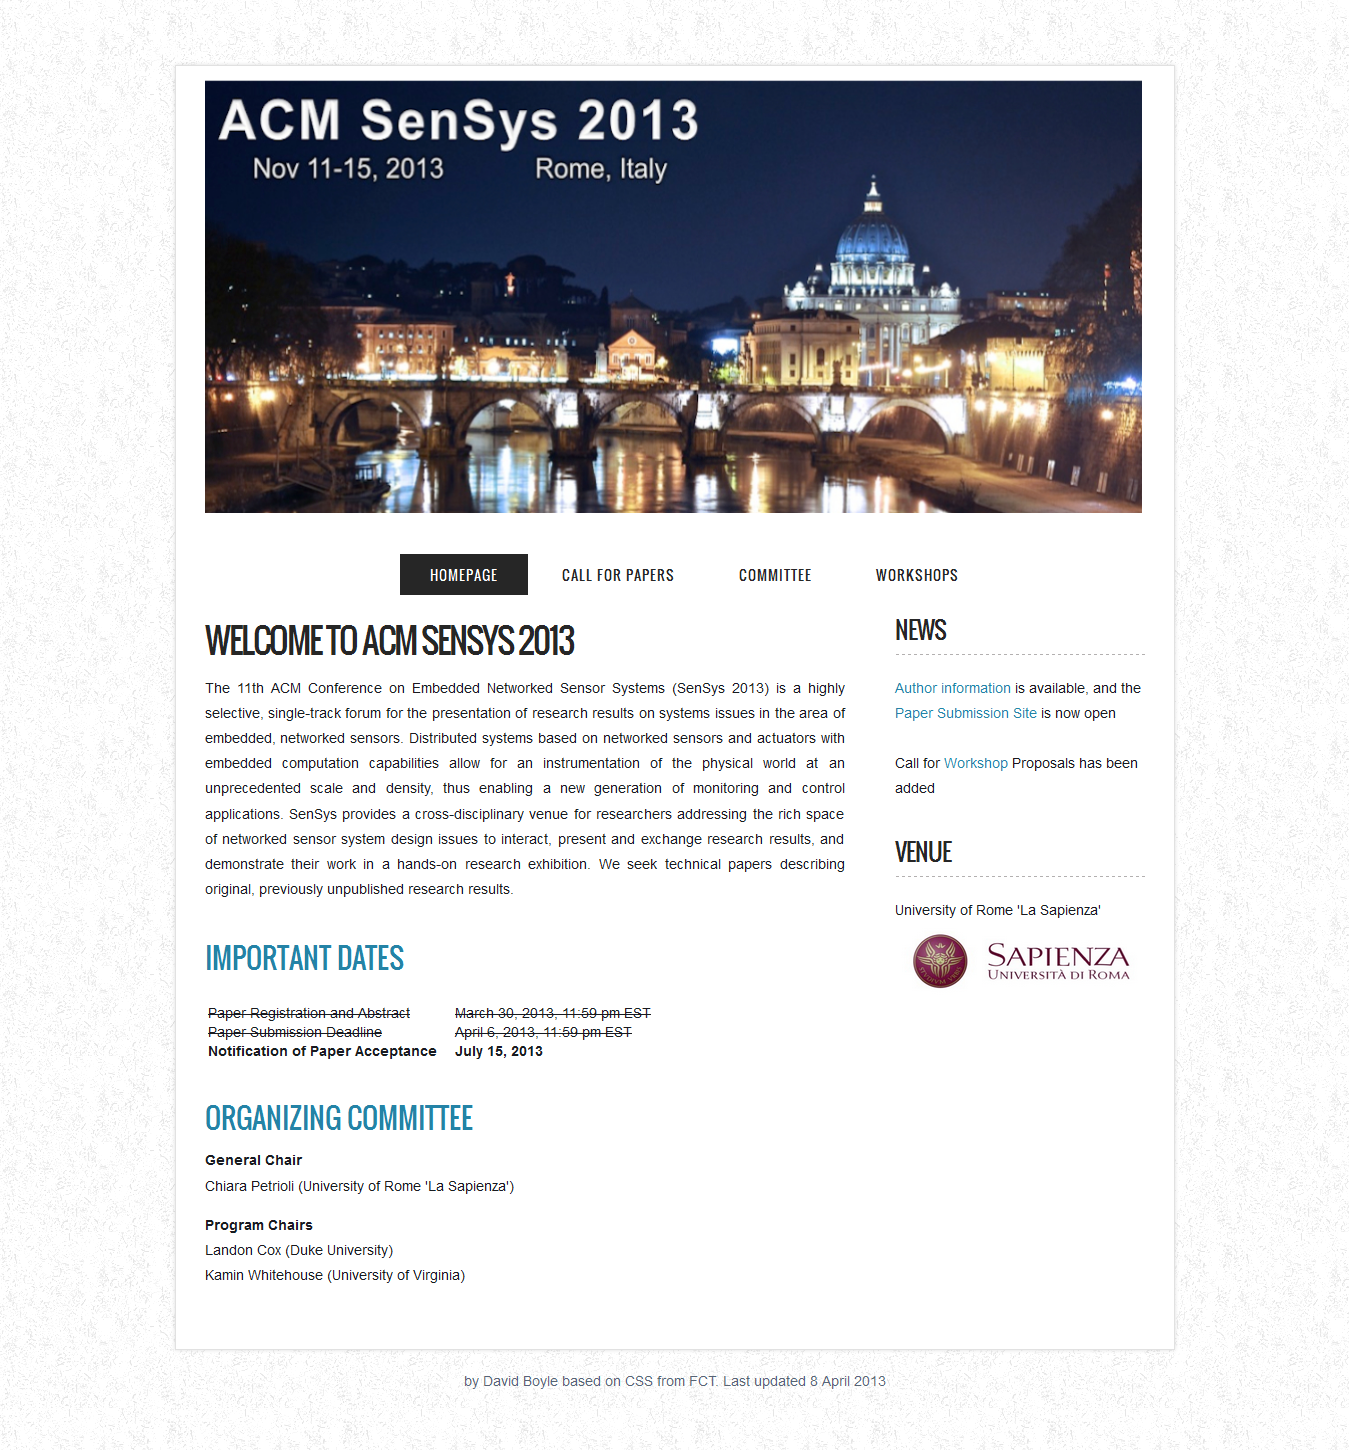 ACM SenSys 2013
Nov 11-15, 2013 Rome, Italy
HOMEPAGE CALL FOR PAPERS COMMITTEE WORKSHOPS
WELCOME TO ACM SENSYS 2013
The 11th ACM Conference on Embedded Networked Sensor Systems (SenSys 2013) is a highly
selective, single-track forum for the presentation of research results on systems issues in the area of
embedded, networked sensors. Distributed systems based on networked sensors and actuators with
embedded computation capabilities allow for an instrumentation of the physical world at an
unprecedented scale and density, thus enabling a new generation of monitoring and control
applications. SenSys provides a cross-disciplinary venue for researchers addressing the rich space
of networked sensor system design issues to interact, present and exchange research results, and
demonstrate their work in a hands-on research exhibition. We seek technical papers describing
original, previously unpublished research results.
IMPORTANT DATES
Paper Registration and Abstract March 30, 2013, 11:59 pm EST
Paper Submission Deadline April 6, 2013, 11:59 pm EST
Notification of Paper Acceptance July 15, 2013
ORGANIZING COMMITTEE
General Chair
Chiara Petrioli (University of Rome 'La Sapienza')
Program Chairs
Landon Cox (Duke University)
Kamin Whitehouse (University of Virginia)
NEWS
Author information is available, and the
Paper Submission Site is now open
Call for Workshop Proposals has been
added
VENUE
University of Rome 'La Sapienza'
SAPIENZA
UNIVERSITÀ DI ROMA
by David Boyle based on CSS from FCT. Last updated 8 April 2013